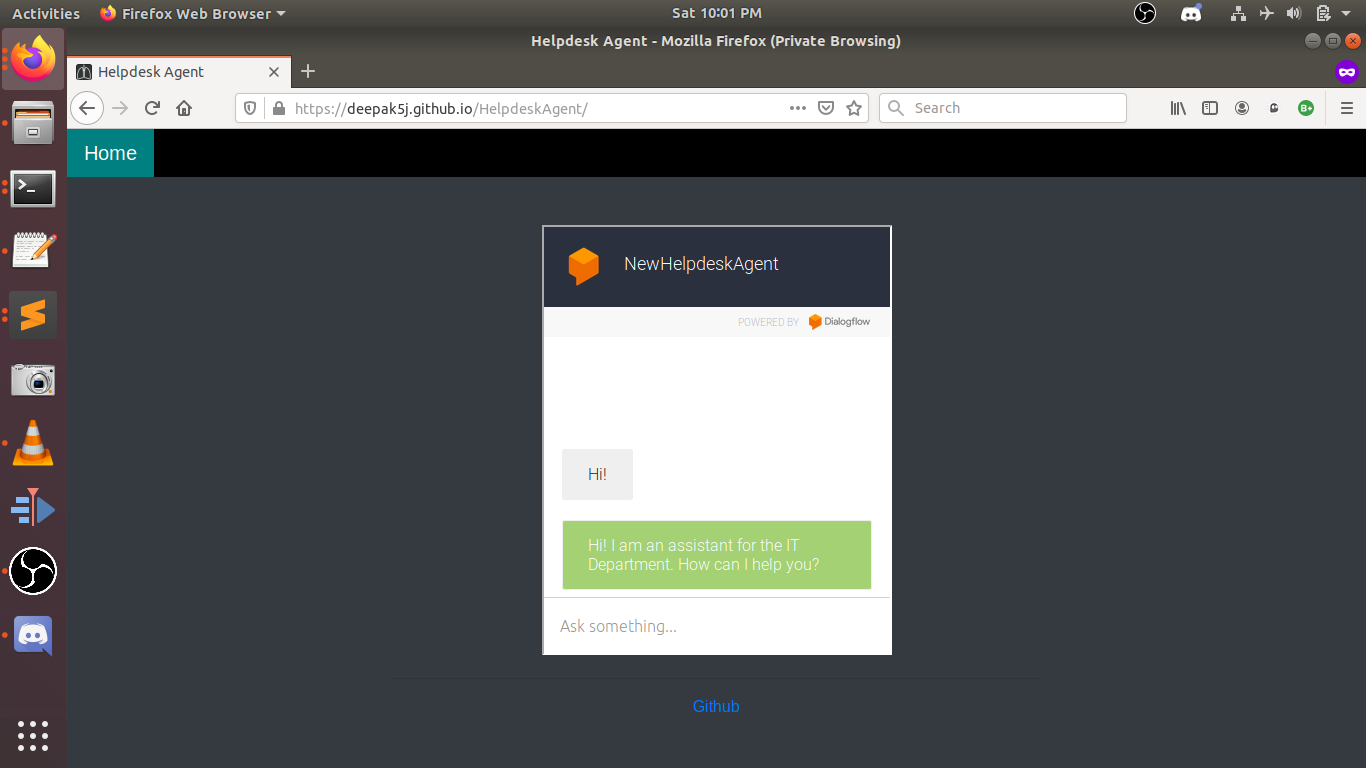 Activities
Firefox Web Browser
Sat 10:01 PM
Helpdesk Agent - Mozilla Firefox (Private Browsing)
Helpdesk Agent
https://deepak5j.github.io/HelpdeskAgent/
Search
B+
Home
NewHelpdeskAgent
POWERED BY Dialogflow
Hi!
Hi! I am an assistant for the IT
Department. How can I help you?
Ask something...
Github